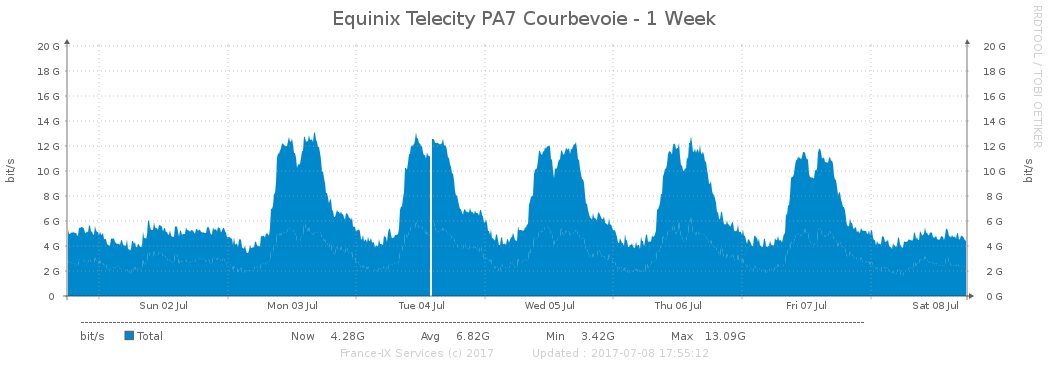 Equinix Telecity PA7 Courbevoie - 1 Week
RRDTOOL / TOBI OETIKER
20 G 20 G
18 G 18 G
16 G 16 G
14 G 14 G
12 G 12 G
10 G 10 G
8 G 8 G
6 G 6 G
4 G 4 G
2 G 2 G
0 0 G
bit/s
bit/s
Sun 02 Jul Mon 03 Jul Tue 04 Jul Wed 05 Jul Thu 06 Jul Fri 07 Jul Sat 08 Jul
bit/s Total Now 4.28G Avg 6.82G Min 3.42G Max 13.09G
France-IX Services (c) 2017 Updated : 2017-07-08 17:55:12